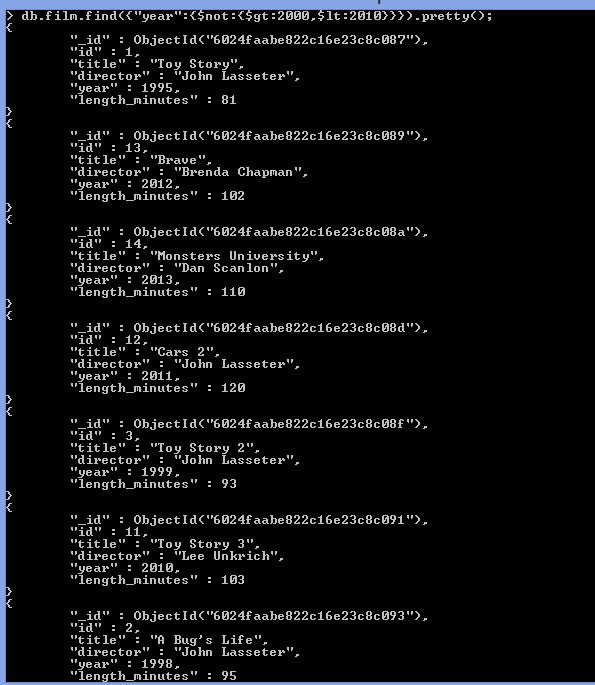 > db.film.find({"year":{$not:{$gt:2000,$lt:2010}}}).pretty();
{
"_id" : ObjectId("6024faabe822c16e23c8c087"),
"id" : 1,
"title" : "Toy Story",
"director" : "John Lasseter",
"year" : 1995,
"length_minutes" : 81
}
{
"_id" : ObjectId("6024faabe822c16e23c8c089"),
"id" : 13,
"title" : "Brave",
"director" : "Brenda Chapman",
"year" : 2012,
"length_minutes" : 102
}
{
"_id" : ObjectId("6024faabe822c16e23c8c08a"),
"id" : 14,
"title" : "Monsters University",
"director" : "Dan Scanlon",
"year" : 2013,
"length_minutes" : 110
}
{
"_id" : ObjectId("6024faabe822c16e23c8c08d"),
"id" : 12,
"title" : "Cars 2",
"director" : "John Lasseter",
"year" : 2011,
"length_minutes" : 120
}
{
"_id" : ObjectId("6024faabe822c16e23c8c08f"),
"id" : 3,
"title" : "Toy Story 2",
"director" : "John Lasseter",
"year" : 1999,
"length_minutes" : 93
}
{
"_id" : ObjectId("6024faabe822c16e23c8c091"),
"id" : 11,
"title" : "Toy Story 3",
"director" : "Lee Unkrich",
"year" : 2010,
"length_minutes" : 103
}
{
"_id" : ObjectId("6024faabe822c16e23c8c093"),
"id" : 2,
"title" : "A Bug's Life",
"director" : "John Lasseter",
"year" : 1998,
"length_minutes" : 95